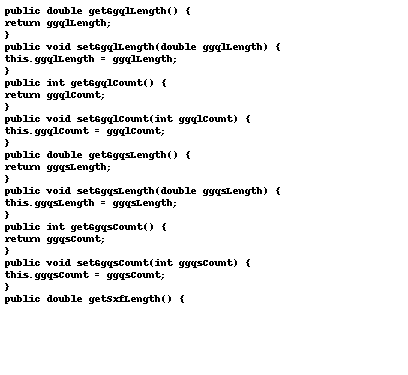 public double getGgqlLength() {
return ggqlLength;
}
public void setGgqlLength(double ggqlLength) {
this.ggqlLength = ggqlLength;
}
public int getGgqlCount() {
return ggqlCount;
}
public void setGgqlCount(int ggqlCount) {
this.ggqlCount = ggqlCount;
}
public double getGgqsLength() {
return ggqsLength;
}
public void setGgqsLength(double ggqsLength) {
this.ggqsLength = ggqsLength;
}
public int getGgqsCount() {
return ggqsCount;
}
public void setGgqsCount(int ggqsCount) {
this.ggqsCount = ggqsCount;
}
public double getSxfLength() {